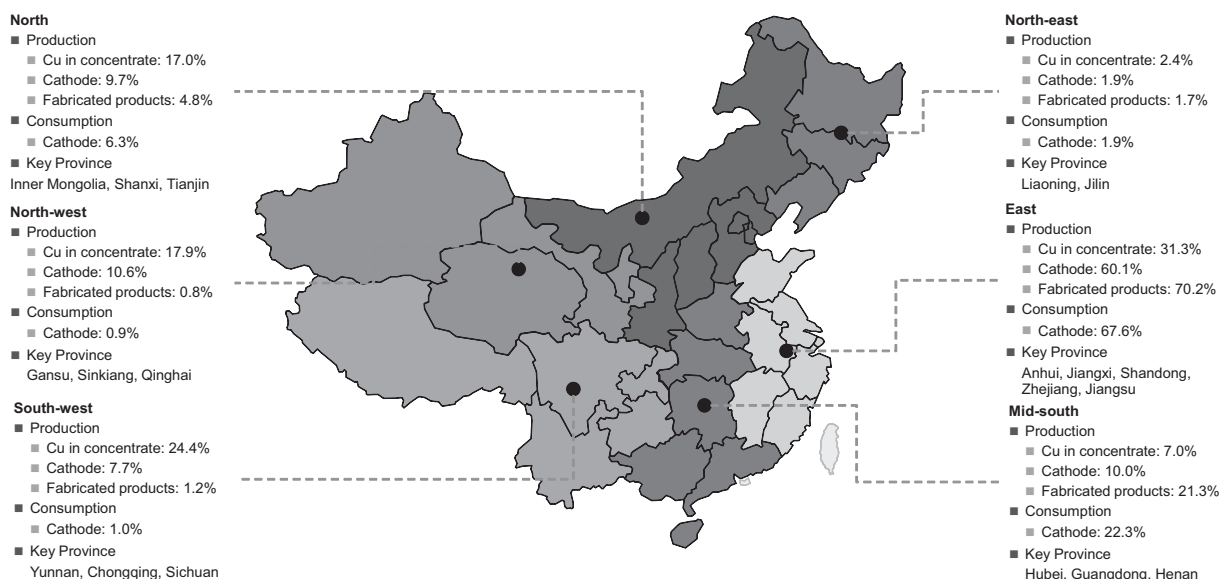 North
■ Production
■ Cu in concentrate: 17.0%
■ Cathode: 9.7%
■ Fabricated products: 4.8%
■ Consumption
■ Cathode: 6.3%
■ Key Province
Inner Mongolia, Shanxi, Tianjin
North-west
■ Production
■ Cu in concentrate: 17.9%
■ Cathode: 10.6%
■ Fabricated products: 0.8%
■ Consumption
■ Cathode: 0.9%
■ Key Province
Gansu, Sinkiang, Qinghai
South-west
■ Production
■ Cu in concentrate: 24.4%
■ Cathode: 7.7%
■ Fabricated products: 1.2%
■ Consumption
■ Cathode: 1.0%
■ Key Province
Yunnan, Chongqing, Sichuan
North-east
■ Production
■ Cu in concentrate: 2.4%
■ Cathode: 1.9%
■ Fabricated products: 1.7%
■ Consumption
■ Cathode: 1.9%
■ Key Province
Liaoning, Jilin
East
■ Production
■ Cu in concentrate: 31.3%
■ Cathode: 60.1%
■ Fabricated products: 70.2%
■ Consumption
■ Cathode: 67.6%
■ Key Province
Anhui, Jiangxi, Shandong,
Zhejiang, Jiangsu
Mid-south
■ Production
■ Cu in concentrate: 7.0%
■ Cathode: 10.0%
■ Fabricated products: 21.3%
■ Consumption
■ Cathode: 22.3%
■ Key Province
Hubei, Guangdong, Henan